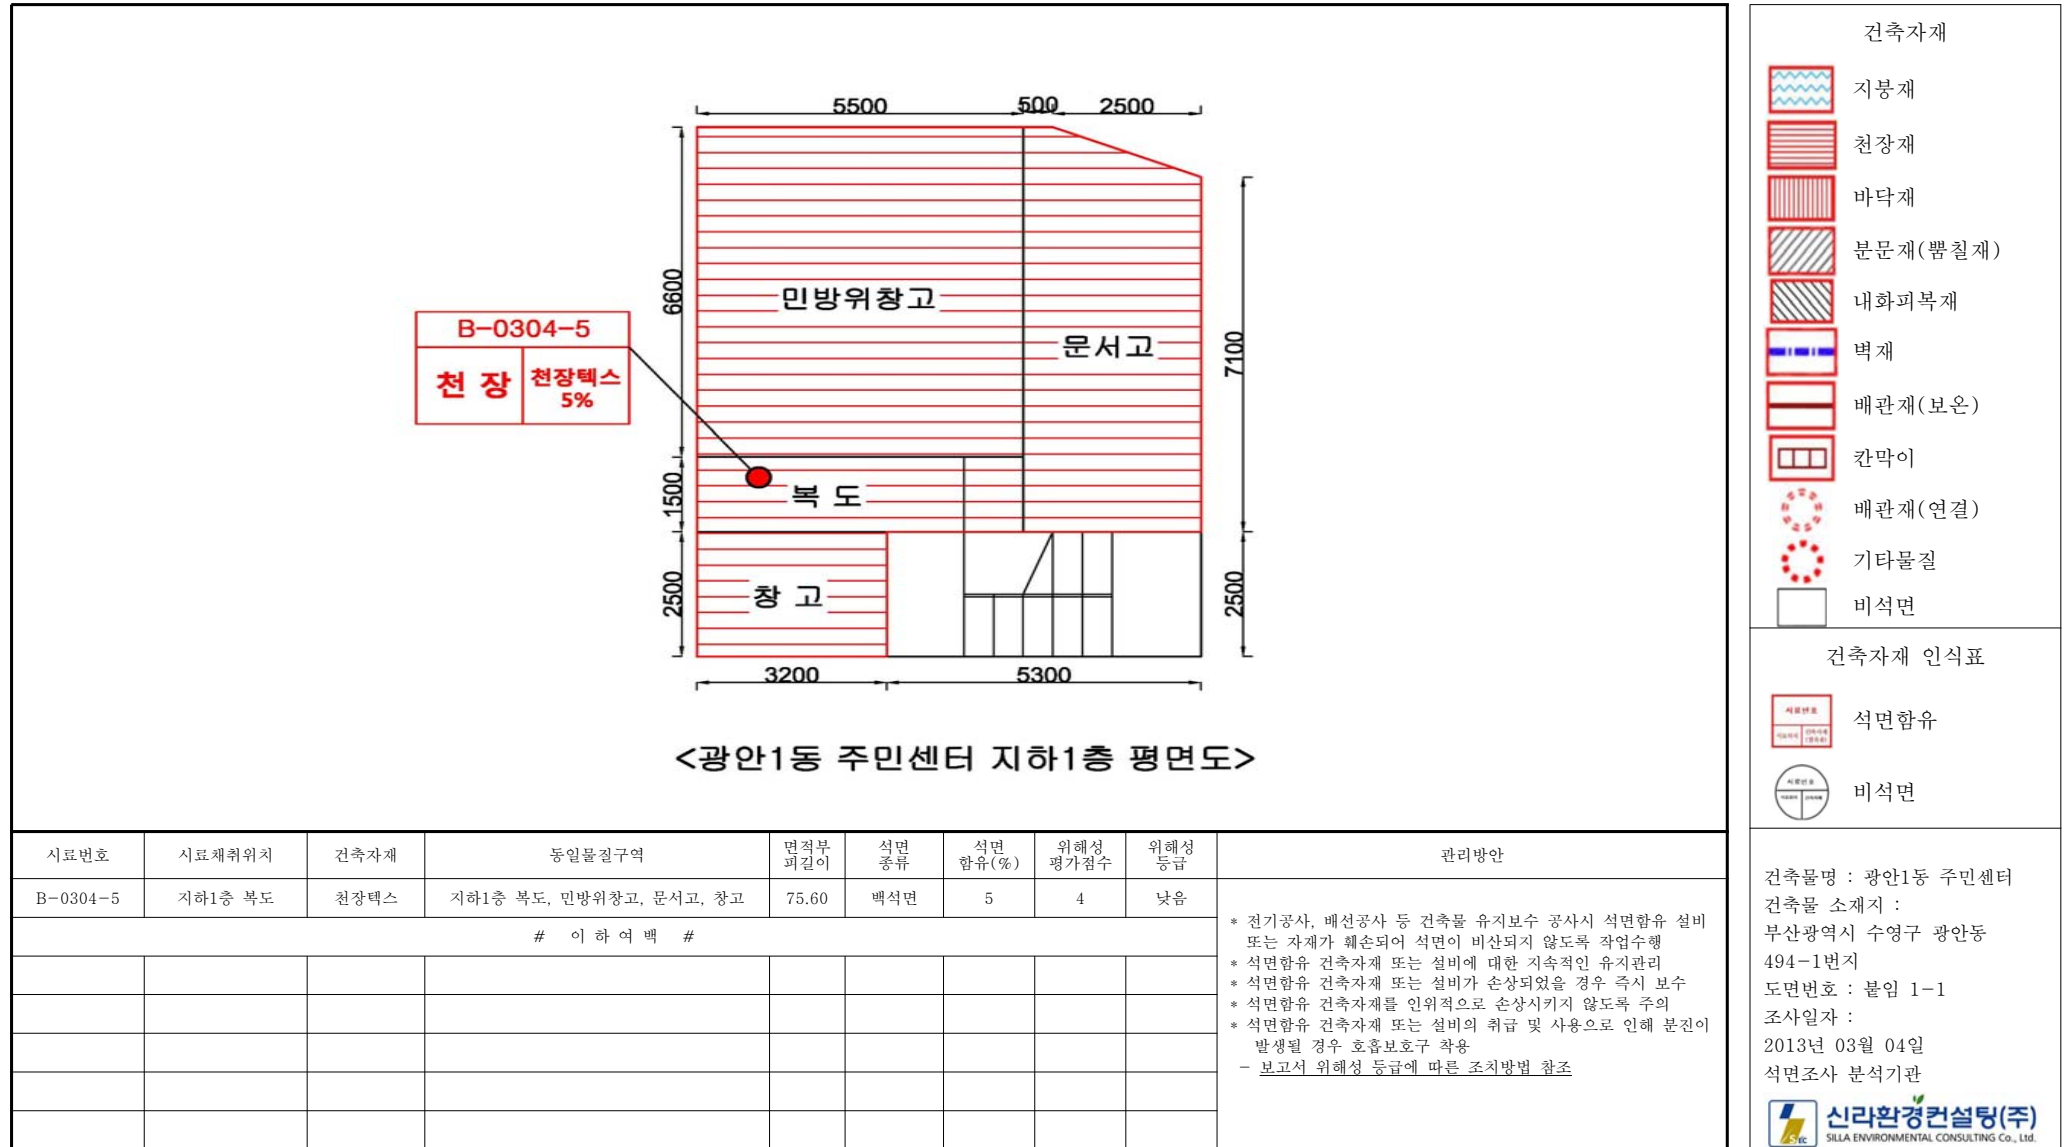 5500
500
2500
6600
민방위창고
문서고
7100
B-0304-5
천 장
천장텍스
5%
1500
복 도
2500
창 고
2500
3200
5300
<광안1동 주민센터 지하1층 평면도>
시료번호
시료채취위치
건축자재
동일물질구역
면적부
피길이
석면
종류
석면
함유(%)
위해성
평가점수
위해성
등급
관리방안
B-0304-5
지하1층 복도
천장텍스
지하1층 복도, 민방위창고, 문서고, 창고
75.60
백석면
5
4
낮음
# 이 하 여 백 #
* 전기공사, 배선공사 등 건축물 유지보수 공사시 석면함유 설비
또는 자재가 훼손되어 석면이 비산되지 않도록 작업수행
* 석면함유 건축자재 또는 설비에 대한 지속적인 유지관리
* 석면함유 건축자재 또는 설비가 손상되었을 경우 즉시 보수
* 석면함유 건축자재를 인위적으로 손상시키지 않도록 주의
* 석면함유 건축자재 또는 설비의 취급 및 사용으로 인해 분진이
발생될 경우 호흡보호구 착용
- 보고서 위해성 등급에 따른 조치방법 참조
건축자재
지붕재
천장재
바닥재
분문재(뿜칠재)
내화피복재
벽재
배관재(보온)
칸막이
배관재(연결)
기타물질
비석면
건축자재 인식표
시료번호
석면함유
시료번호
비석면
건축물명 : 광안1동 주민센터
건축물 소재지 :
부산광역시 수영구 광안동
494-1번지
도면번호 : 붙임 1-1
조사일자 :
2013년 03월 04일
석면조사 분석기관
신라환경컨설팅(주)
SILLA ENVIRONMENTAL CONSULTING Co., Ltd.